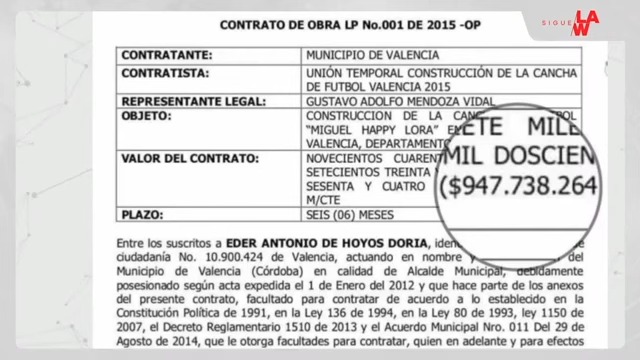 SIGUE LA W
CONTRATO DE OBRA LP No.001 DE 2015 -OP
CONTRATANTE: MUNICIPIO DE VALENCIA
CONTRATISTA: UNIÓN TEMPORAL CONSTRUCCIÓN DE LA CANCHA
DE FUTBOL VALENCIA 2015
REPRESENTANTE LEGAL: GUSTAVO ADOLFO MENDOZA VIDAL
OBJETO: CONSTRUCCION DE LA
"MIGUEL HAPPY LORA"
VALENCIA, DEPARTAMENTO
VALOR DEL CONTRATO: NOVECIENTOS
SETECIENTOS TREINTA
SESENTA Y CUATRO
M/CTE
ETE MILL
MIL DOSCIEN
($947.738.264
PLAZO: SEIS (06) MESES
Entre los suscritos a EDER ANTONIO DE HOYOS DORIA,
ciudadanía No. 10.900.424 de Valencia, actuando en nombre y del
Municipio de Valencia (Córdoba) en calidad de Alcalde Municipal, debidamente
posesionado según acta expedida el 1 de Enero del 2012 y que hace parte de los anexos
del presente contrato, facultado para contratar de acuerdo a lo establecido en la
Constitución Política de 1991, en la Ley 136 de 1994, en la Ley 80 de 1993, ley 1150 de
2007, el Decreto Reglamentario 1510 de 2013 y el Acuerdo Municipal Nro. 011 Del 29 de
Agosto de 2014, que le otorga facultades para contratar, quien en adelante y para efectos